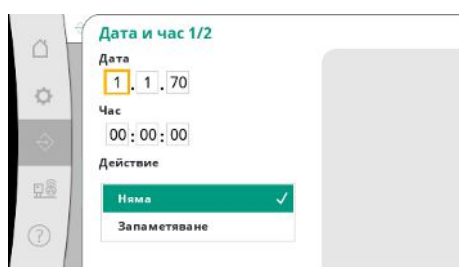 Дата и час 1/2
Дата
1 . 1 . 70
Час
00 : 00 : 00
Действие
Няма
Запаметяване